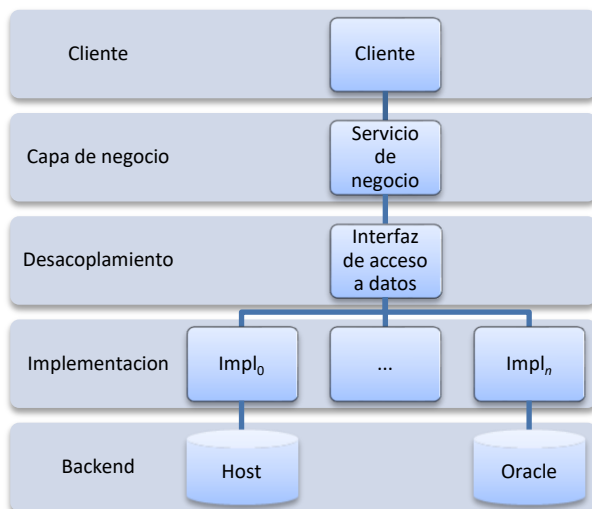 Cliente
Cliente
Capa de negocio
Servicio
de
negocio
Desacoplamiento
Interfaz
de acceso
a datos
Implementacion
Impl₀
...
Implₙ
Backend
Host
Oracle